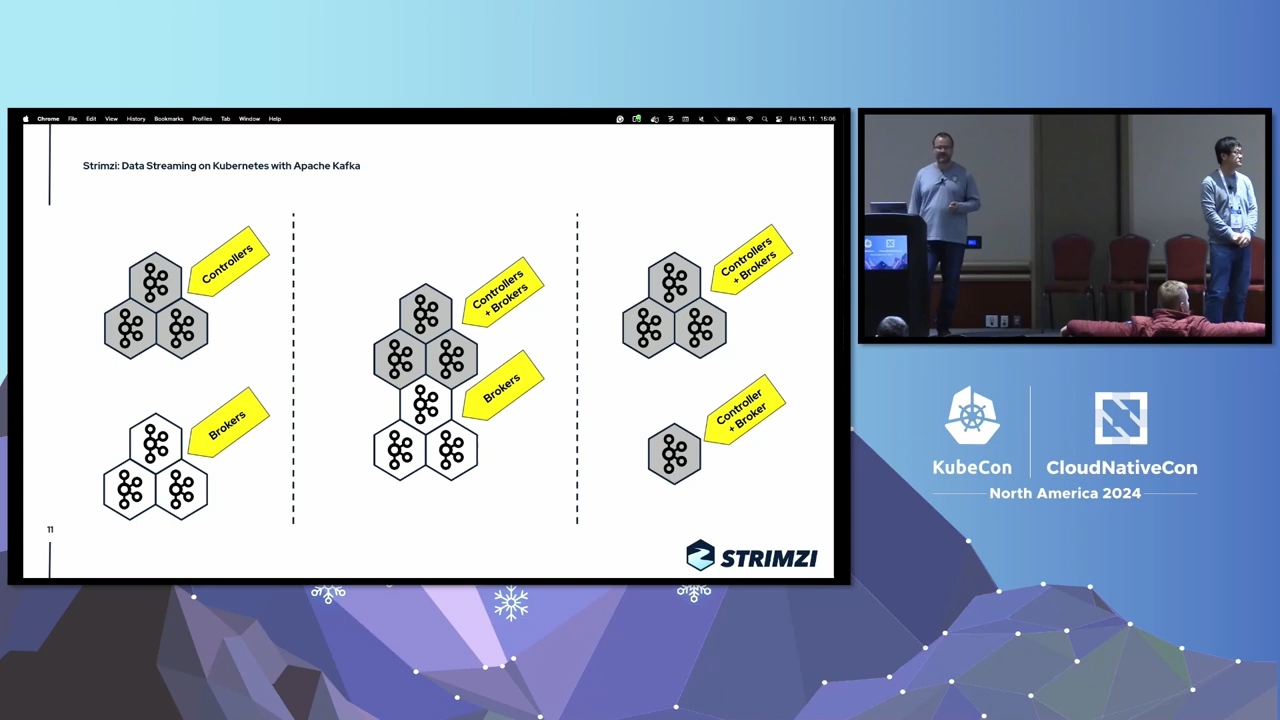 Chrome File Edit View History Bookmarks Profiles Tab Window Help
Fri 15. 11. 15:06
Strimzi: Data Streaming on Kubernetes with Apache Kafka
Controllers
Brokers
Controllers
+ Brokers
Brokers
Controllers
+ Brokers
Controller
+ Broker
11
STRIMZI
KubeCon
CloudNativeCon
North America 2024